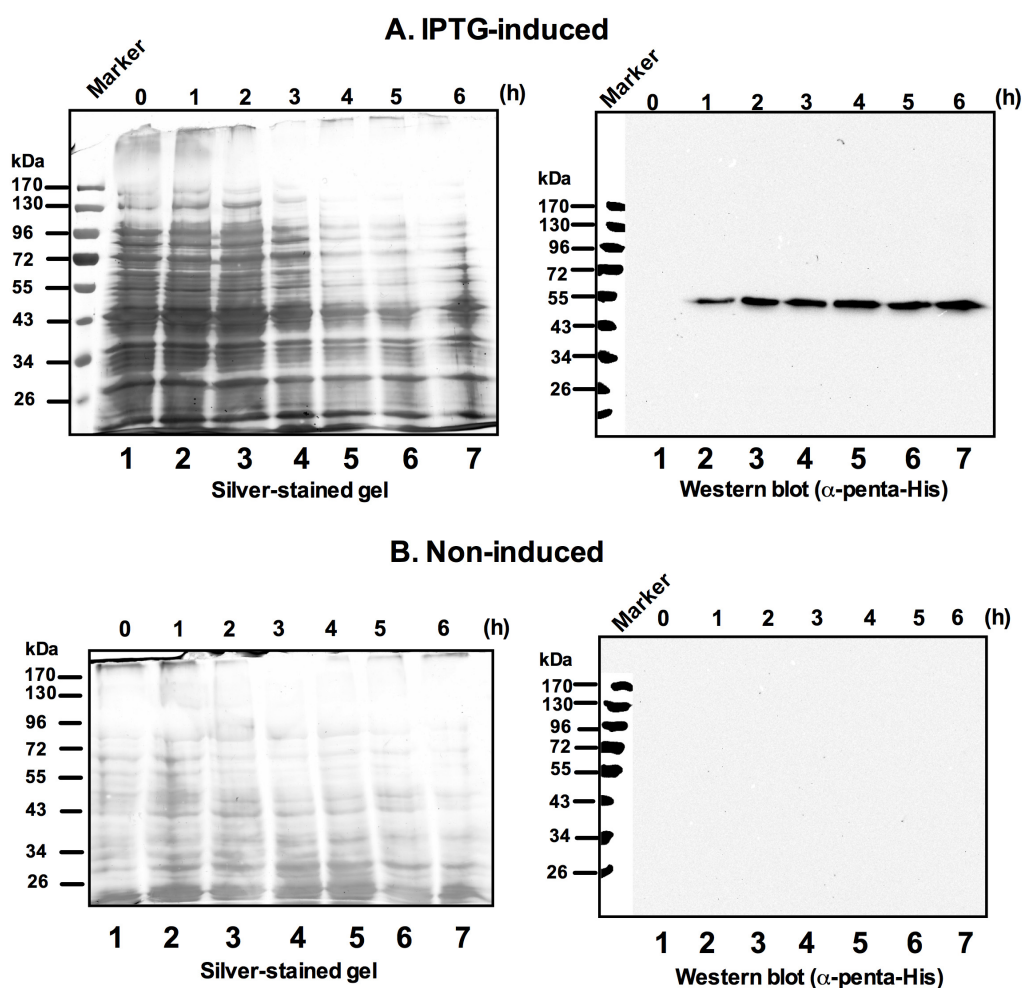 A. IPTG-induced
Marker
0 1 2 3 4 5 6 (h)
kDa
170
130
96
72
55
43
34
26
1 2 3 4 5 6 7
Silver-stained gel
Marker
0 1 2 3 4 5 6 (h)
kDa
170
130
96
72
55
43
34
26
1 2 3 4 5 6 7
Western blot (α-penta-His)
B. Non-induced
0 1 2 3 4 5 6 (h)
kDa
170
130
96
72
55
43
34
26
1 2 3 4 5 6 7
Silver-stained gel
Marker
0 1 2 3 4 5 6 (h)
kDa
170
130
96
72
55
43
34
26
1 2 3 4 5 6 7
Western blot (α-penta-His)